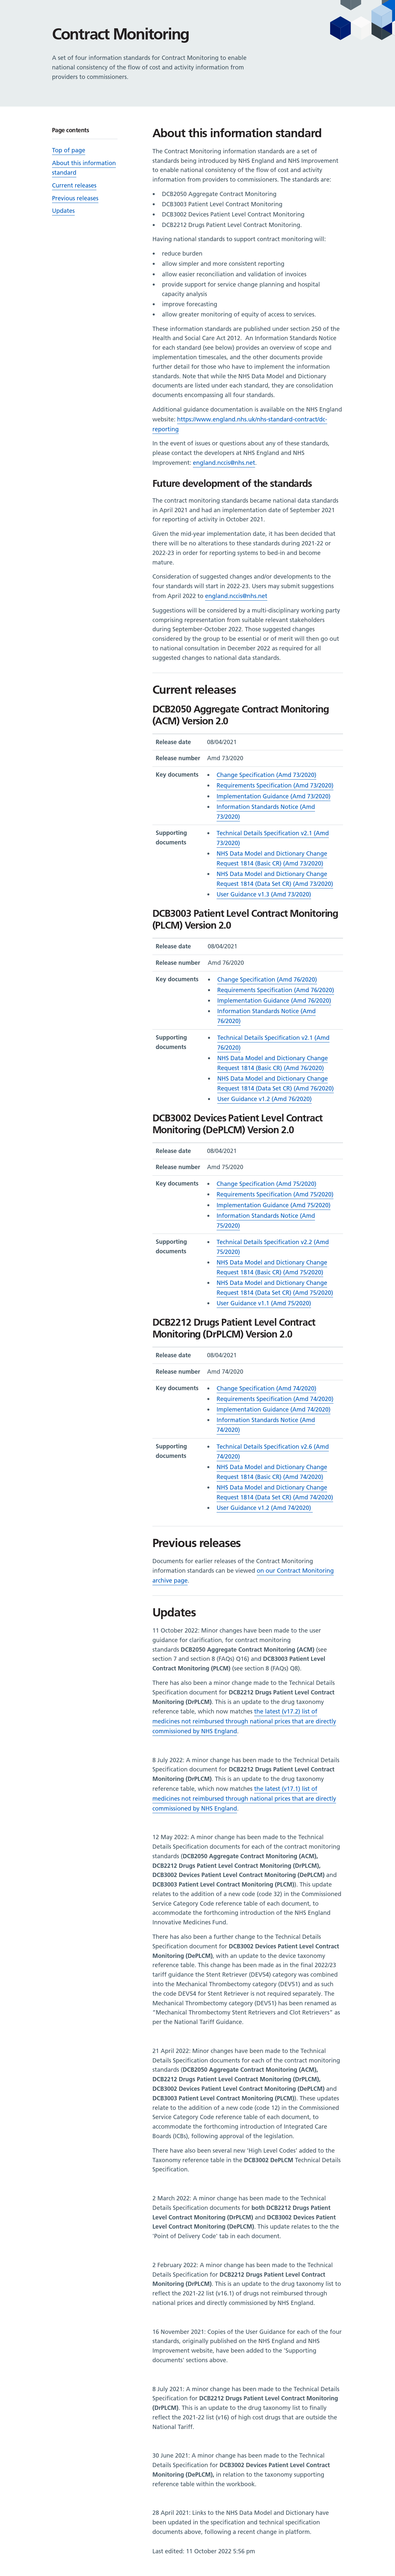 Contract Monitoring
A set of four information standards for Contract Monitoring to enable
national consistency of the flow of cost and activity information from
providers to commissioners.
Page contents
Top of page
About this information
standard
Current releases
Previous releases
Updates
About this information standard
The Contract Monitoring information standards are a set of
standards being introduced by NHS England and NHS Improvement
to enable national consistency of the flow of cost and activity
information from providers to commissioners. The standards are:
• DCB2050 Aggregate Contract Monitoring
• DCB3003 Patient Level Contract Monitoring
• DCB3002 Devices Patient Level Contract Monitoring
• DCB2212 Drugs Patient Level Contract Monitoring.
Having national standards to support contract monitoring will:
• reduce burden
• allow simpler and more consistent reporting
• allow easier reconciliation and validation of invoices
• provide support for service change planning and hospital
capacity analysis
• improve forecasting
• allow greater monitoring of equity of access to services.
These information standards are published under section 250 of the
Health and Social Care Act 2012. An Information Standards Notice
for each standard (see below) provides an overview of scope and
implementation timescales, and the other documents provide
further detail for those who have to implement the information
standards. Note that while the NHS Data Model and Dictionary
documents are listed under each standard, they are consolidation
documents encompassing all four standards.
Additional guidance documentation is available on the NHS England
website: https://www.england.nhs.uk/nhs-standard-contract/dc-
reporting
In the event of issues or questions about any of these standards,
please contact the developers at NHS England and NHS
Improvement: england.nccis@nhs.net.
Future development of the standards
The contract monitoring standards became national data standards
in April 2021 and had an implementation date of September 2021
for reporting of activity in October 2021.
Given the mid-year implementation date, it has been decided that
there will be no alterations to these standards during 2021-22 or
2022-23 in order for reporting systems to bed-in and become
mature.
Consideration of suggested changes and/or developments to the
four standards will start in 2022-23. Users may submit suggestions
from April 2022 to england.nccis@nhs.net
Suggestions will be considered by a multi-disciplinary working party
comprising representation from suitable relevant stakeholders
during September-October 2022. Those suggested changes
considered by the group to be essential or of merit will then go out
to national consultation in December 2022 as required for all
suggested changes to national data standards.
Current releases
DCB2050 Aggregate Contract Monitoring
(ACM) Version 2.0
Release date 08/04/2021
Release number Amd 73/2020
Key documents • Change Specification (Amd 73/2020)
• Requirements Specification (Amd 73/2020)
• Implementation Guidance (Amd 73/2020)
• Information Standards Notice (Amd
73/2020)
Supporting • Technical Details Specification v2.1 (Amd
documents 73/2020)
• NHS Data Model and Dictionary Change
Request 1814 (Basic CR) (Amd 73/2020)
• NHS Data Model and Dictionary Change
Request 1814 (Data Set CR) (Amd 73/2020)
• User Guidance v1.3 (Amd 73/2020)
DCB3003 Patient Level Contract Monitoring
(PLCM) Version 2.0
Release date 08/04/2021
Release number Amd 76/2020
Key documents • Change Specification (Amd 76/2020)
• Requirements Specification (Amd 76/2020)
• Implementation Guidance (Amd 76/2020)
• Information Standards Notice (Amd
76/2020)
Supporting • Technical Details Specification v2.1 (Amd
documents 76/2020)
• NHS Data Model and Dictionary Change
Request 1814 (Basic CR) (Amd 76/2020)
• NHS Data Model and Dictionary Change
Request 1814 (Data Set CR) (Amd 76/2020)
• User Guidance v1.2 (Amd 76/2020)
DCB3002 Devices Patient Level Contract
Monitoring (DePLCM) Version 2.0
Release date 08/04/2021
Release number Amd 75/2020
Key documents • Change Specification (Amd 75/2020)
• Requirements Specification (Amd 75/2020)
• Implementation Guidance (Amd 75/2020)
• Information Standards Notice (Amd
75/2020)
Supporting • Technical Details Specification v2.2 (Amd
documents 75/2020)
• NHS Data Model and Dictionary Change
Request 1814 (Basic CR) (Amd 75/2020)
• NHS Data Model and Dictionary Change
Request 1814 (Data Set CR) (Amd 75/2020)
• User Guidance v1.1 (Amd 75/2020)
DCB2212 Drugs Patient Level Contract
Monitoring (DrPLCM) Version 2.0
Release date 08/04/2021
Release number Amd 74/2020
Key documents • Change Specification (Amd 74/2020)
• Requirements Specification (Amd 74/2020)
• Implementation Guidance (Amd 74/2020)
• Information Standards Notice (Amd
74/2020)
Supporting • Technical Details Specification v2.6 (Amd
documents 74/2020)
• NHS Data Model and Dictionary Change
Request 1814 (Basic CR) (Amd 74/2020)
• NHS Data Model and Dictionary Change
Request 1814 (Data Set CR) (Amd 74/2020)
• User Guidance v1.2 (Amd 74/2020)
Previous releases
Documents for earlier releases of the Contract Monitoring
information standards can be viewed on our Contract Monitoring
archive page.
Updates
11 October 2022: Minor changes have been made to the user
guidance for clarification, for contract monitoring
standards DCB2050 Aggregate Contract Monitoring (ACM) (see
section 7 and section 8 (FAQs) Q16) and DCB3003 Patient Level
Contract Monitoring (PLCM) (see section 8 (FAQs) Q8).
There has also been a minor change made to the Technical Details
Specification document for DCB2212 Drugs Patient Level Contract
Monitoring (DrPLCM). This is an update to the drug taxonomy
reference table, which now matches the latest (v17.2) list of
medicines not reimbursed through national prices that are directly
commissioned by NHS England.
8 July 2022: A minor change has been made to the Technical Details
Specification document for DCB2212 Drugs Patient Level Contract
Monitoring (DrPLCM). This is an update to the drug taxonomy
reference table, which now matches the latest (v17.1) list of
medicines not reimbursed through national prices that are directly
commissioned by NHS England.
12 May 2022: A minor change has been made to the Technical
Details Specification documents for each of the contract monitoring
standards (DCB2050 Aggregate Contract Monitoring (ACM),
DCB2212 Drugs Patient Level Contract Monitoring (DrPLCM),
DCB3002 Devices Patient Level Contract Monitoring (DePLCM) and
DCB3003 Patient Level Contract Monitoring (PLCM)). This update
relates to the addition of a new code (code 32) in the Commissioned
Service Category Code reference table of each document, to
accommodate the forthcoming introduction of the NHS England
Innovative Medicines Fund.
There has also been a further change to the Technical Details
Specification document for DCB3002 Devices Patient Level Contract
Monitoring (DePLCM), with an update to the device taxonomy
reference table. This change has been made as in the final 2022/23
tariff guidance the Stent Retriever (DEV54) category was combined
into the Mechanical Thrombectomy category (DEV51) and as such
the code DEV54 for Stent Retriever is not required separately. The
Mechanical Thrombectomy category (DEV51) has been renamed as
“Mechanical Thrombectomy Stent Retrievers and Clot Retrievers” as
per the National Tariff Guidance.
21 April 2022: Minor changes have been made to the Technical
Details Specification documents for each of the contract monitoring
standards (DCB2050 Aggregate Contract Monitoring (ACM),
DCB2212 Drugs Patient Level Contract Monitoring (DrPLCM),
DCB3002 Devices Patient Level Contract Monitoring (DePLCM) and
DCB3003 Patient Level Contract Monitoring (PLCM)). These updates
relate to the addition of a new code (code 12) in the Commissioned
Service Category Code reference table of each document, to
accommodate the forthcoming introduction of Integrated Care
Boards (ICBs), following approval of the legislation.
There have also been several new 'High Level Codes' added to the
Taxonomy reference table in the DCB3002 DePLCM Technical Details
Specification.
2 March 2022: A minor change has been made to the Technical
Details Specification documents for both DCB2212 Drugs Patient
Level Contract Monitoring (DrPLCM) and DCB3002 Devices Patient
Level Contract Monitoring (DePLCM). This update relates to the the
'Point of Delivery Code' tab in each document.
2 February 2022: A minor change has been made to the Technical
Details Specification for DCB2212 Drugs Patient Level Contract
Monitoring (DrPLCM). This is an update to the drug taxonomy list to
reflect the 2021-22 list (v16.1) of drugs not reimbursed through
national prices and directly commissioned by NHS England.
16 November 2021: Copies of the User Guidance for each of the four
standards, originally published on the NHS England and NHS
Improvement website, have been added to the 'Supporting
documents' sections above.
8 July 2021: A minor change has been made to the Technical Details
Specification for DCB2212 Drugs Patient Level Contract Monitoring
(DrPLCM). This is an update to the drug taxonomy list to finally
reflect the 2021-22 list (v16) of high cost drugs that are outside the
National Tariff.
30 June 2021: A minor change has been made to the Technical
Details Specification for DCB3002 Devices Patient Level Contract
Monitoring (DePLCM), in relation to the taxonomy supporting
reference table within the workbook.
28 April 2021: Links to the NHS Data Model and Dictionary have
been updated in the specification and technical specification
documents above, following a recent change in platform.
Last edited: 11 October 2022 5:56 pm